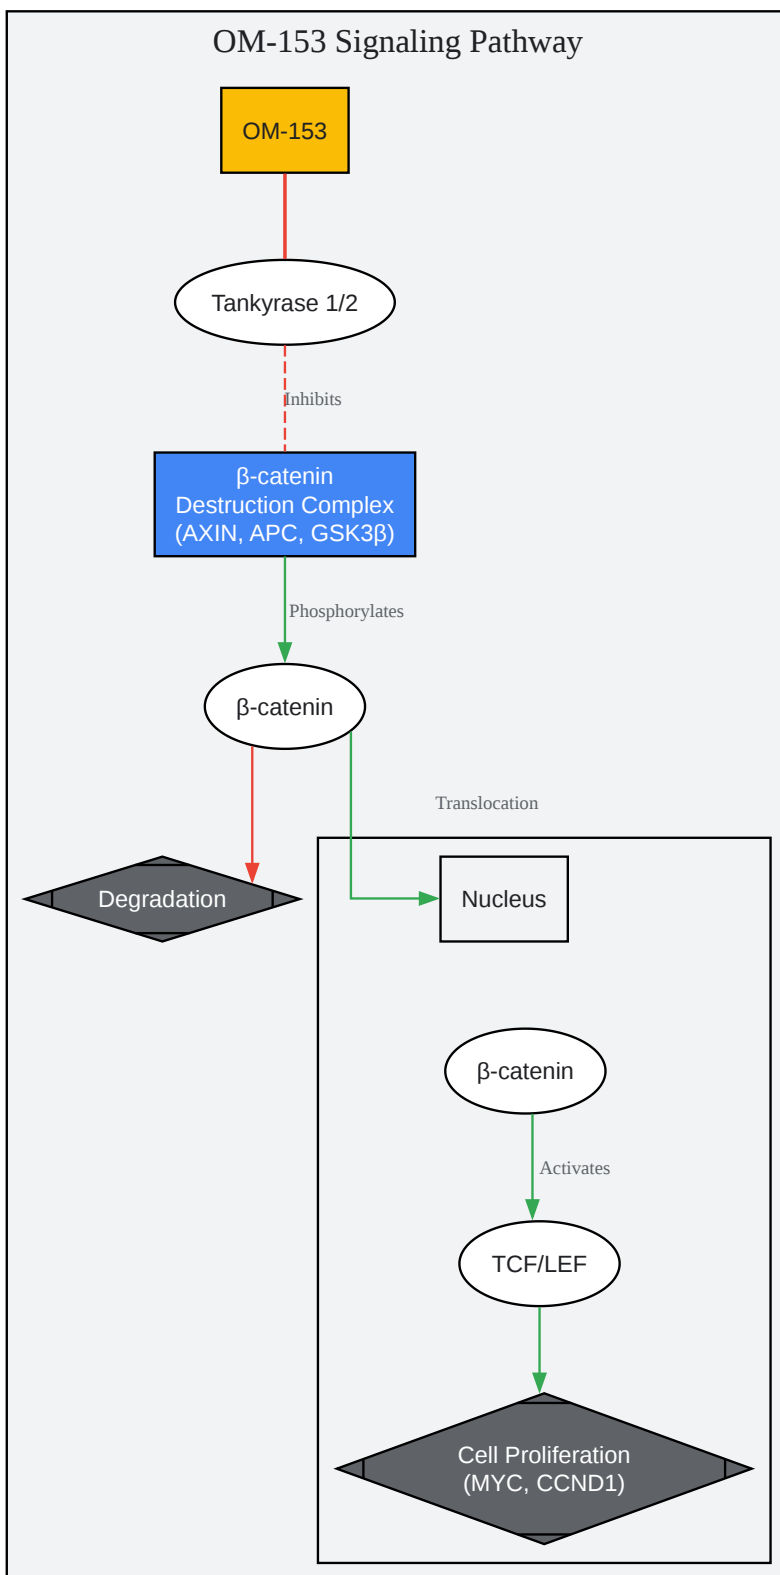 OM-153 Signaling Pathway
OM-153
Tankyrase 1/2
Inhibits
β-catenin
Destruction Complex
(AXIN, APC, GSK3β)
Phosphorylates
β-catenin
Translocation
Degradation
Nucleus
β-catenin
Activates
TCF/LEF
Cell Proliferation
(MYC, CCND1)